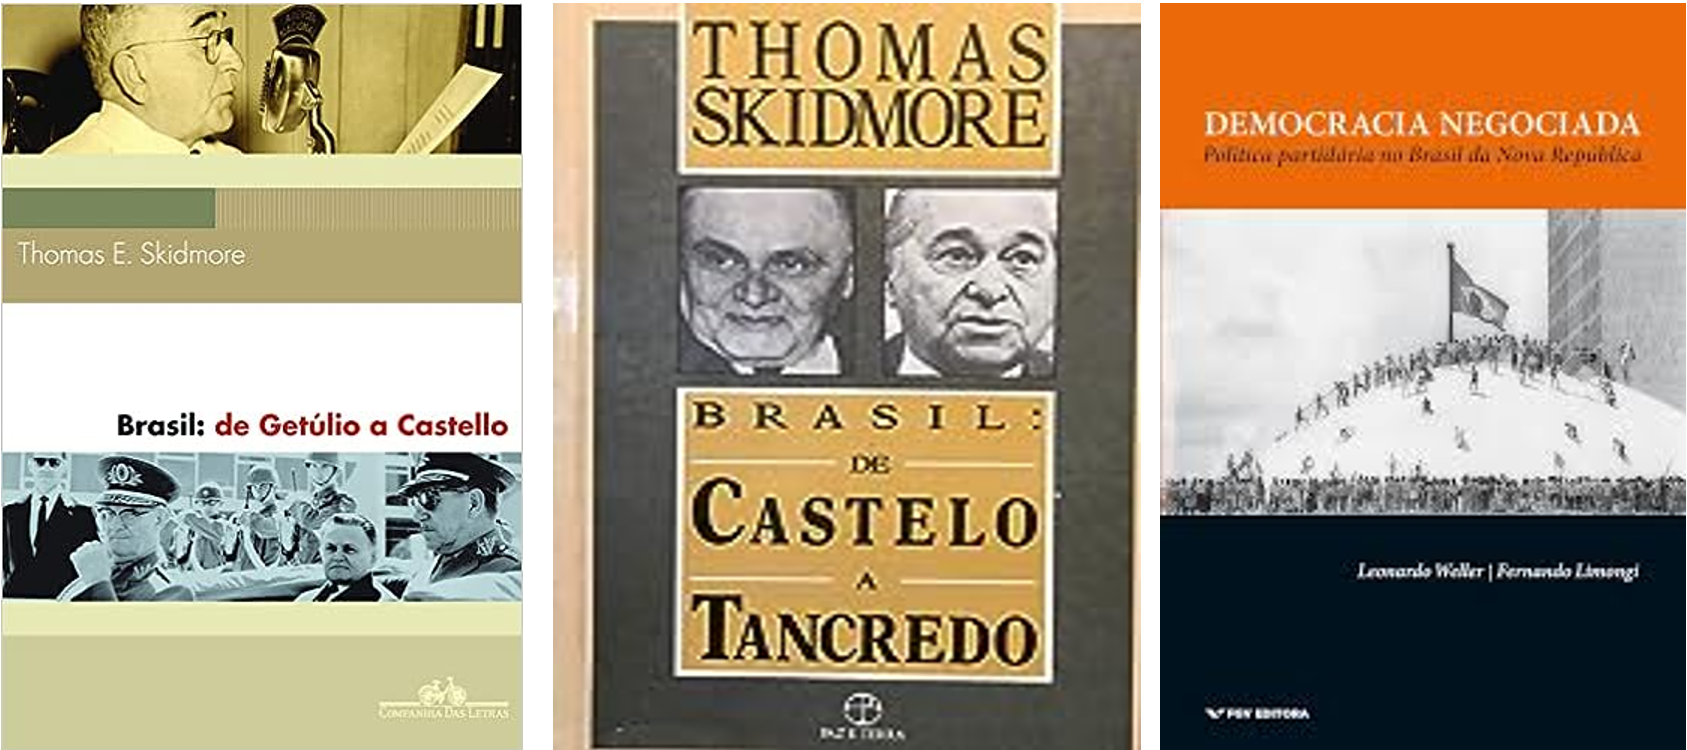 Thomas E. Skidmore
Brasil: de Getúlio a Castello
COMPANHIA DAS LETRAS
THOMAS
SKIDMORE
BRASIL:
DE
CASTELO
A
TANCREDO
PAZ E TERRA
DEMOCRACIA NEGOCIADA
Política partidária no Brasil da Nova República
Leonardo Weller | Fernando Limongi
FGV EDITORA